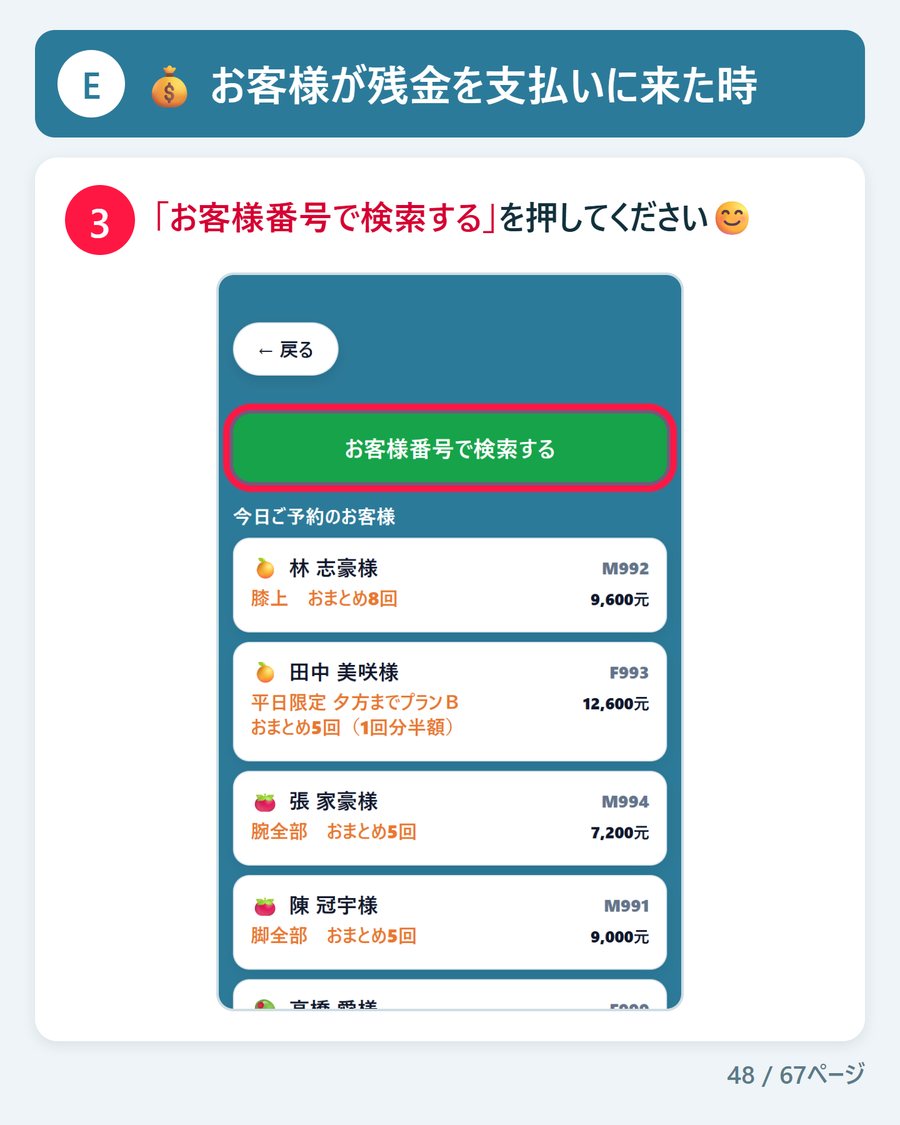 E お客様が残金を支払いに来た時
3 「お客様番号で検索する」を押してください
← 戻る
お客様番号で検索する
今日ご予約のお客様
林 志豪様 M992
膝上　おまとめ8回 9,600元
田中 美咲様 F993
平日限定 夕方までプランB 12,600元
おまとめ5回（1回分半額）
張 家豪様 M994
腕全部　おまとめ5回 7,200元
陳 冠宇様 M991
脚全部　おまとめ5回 9,000元
高橋 愛様
48 / 67ページ